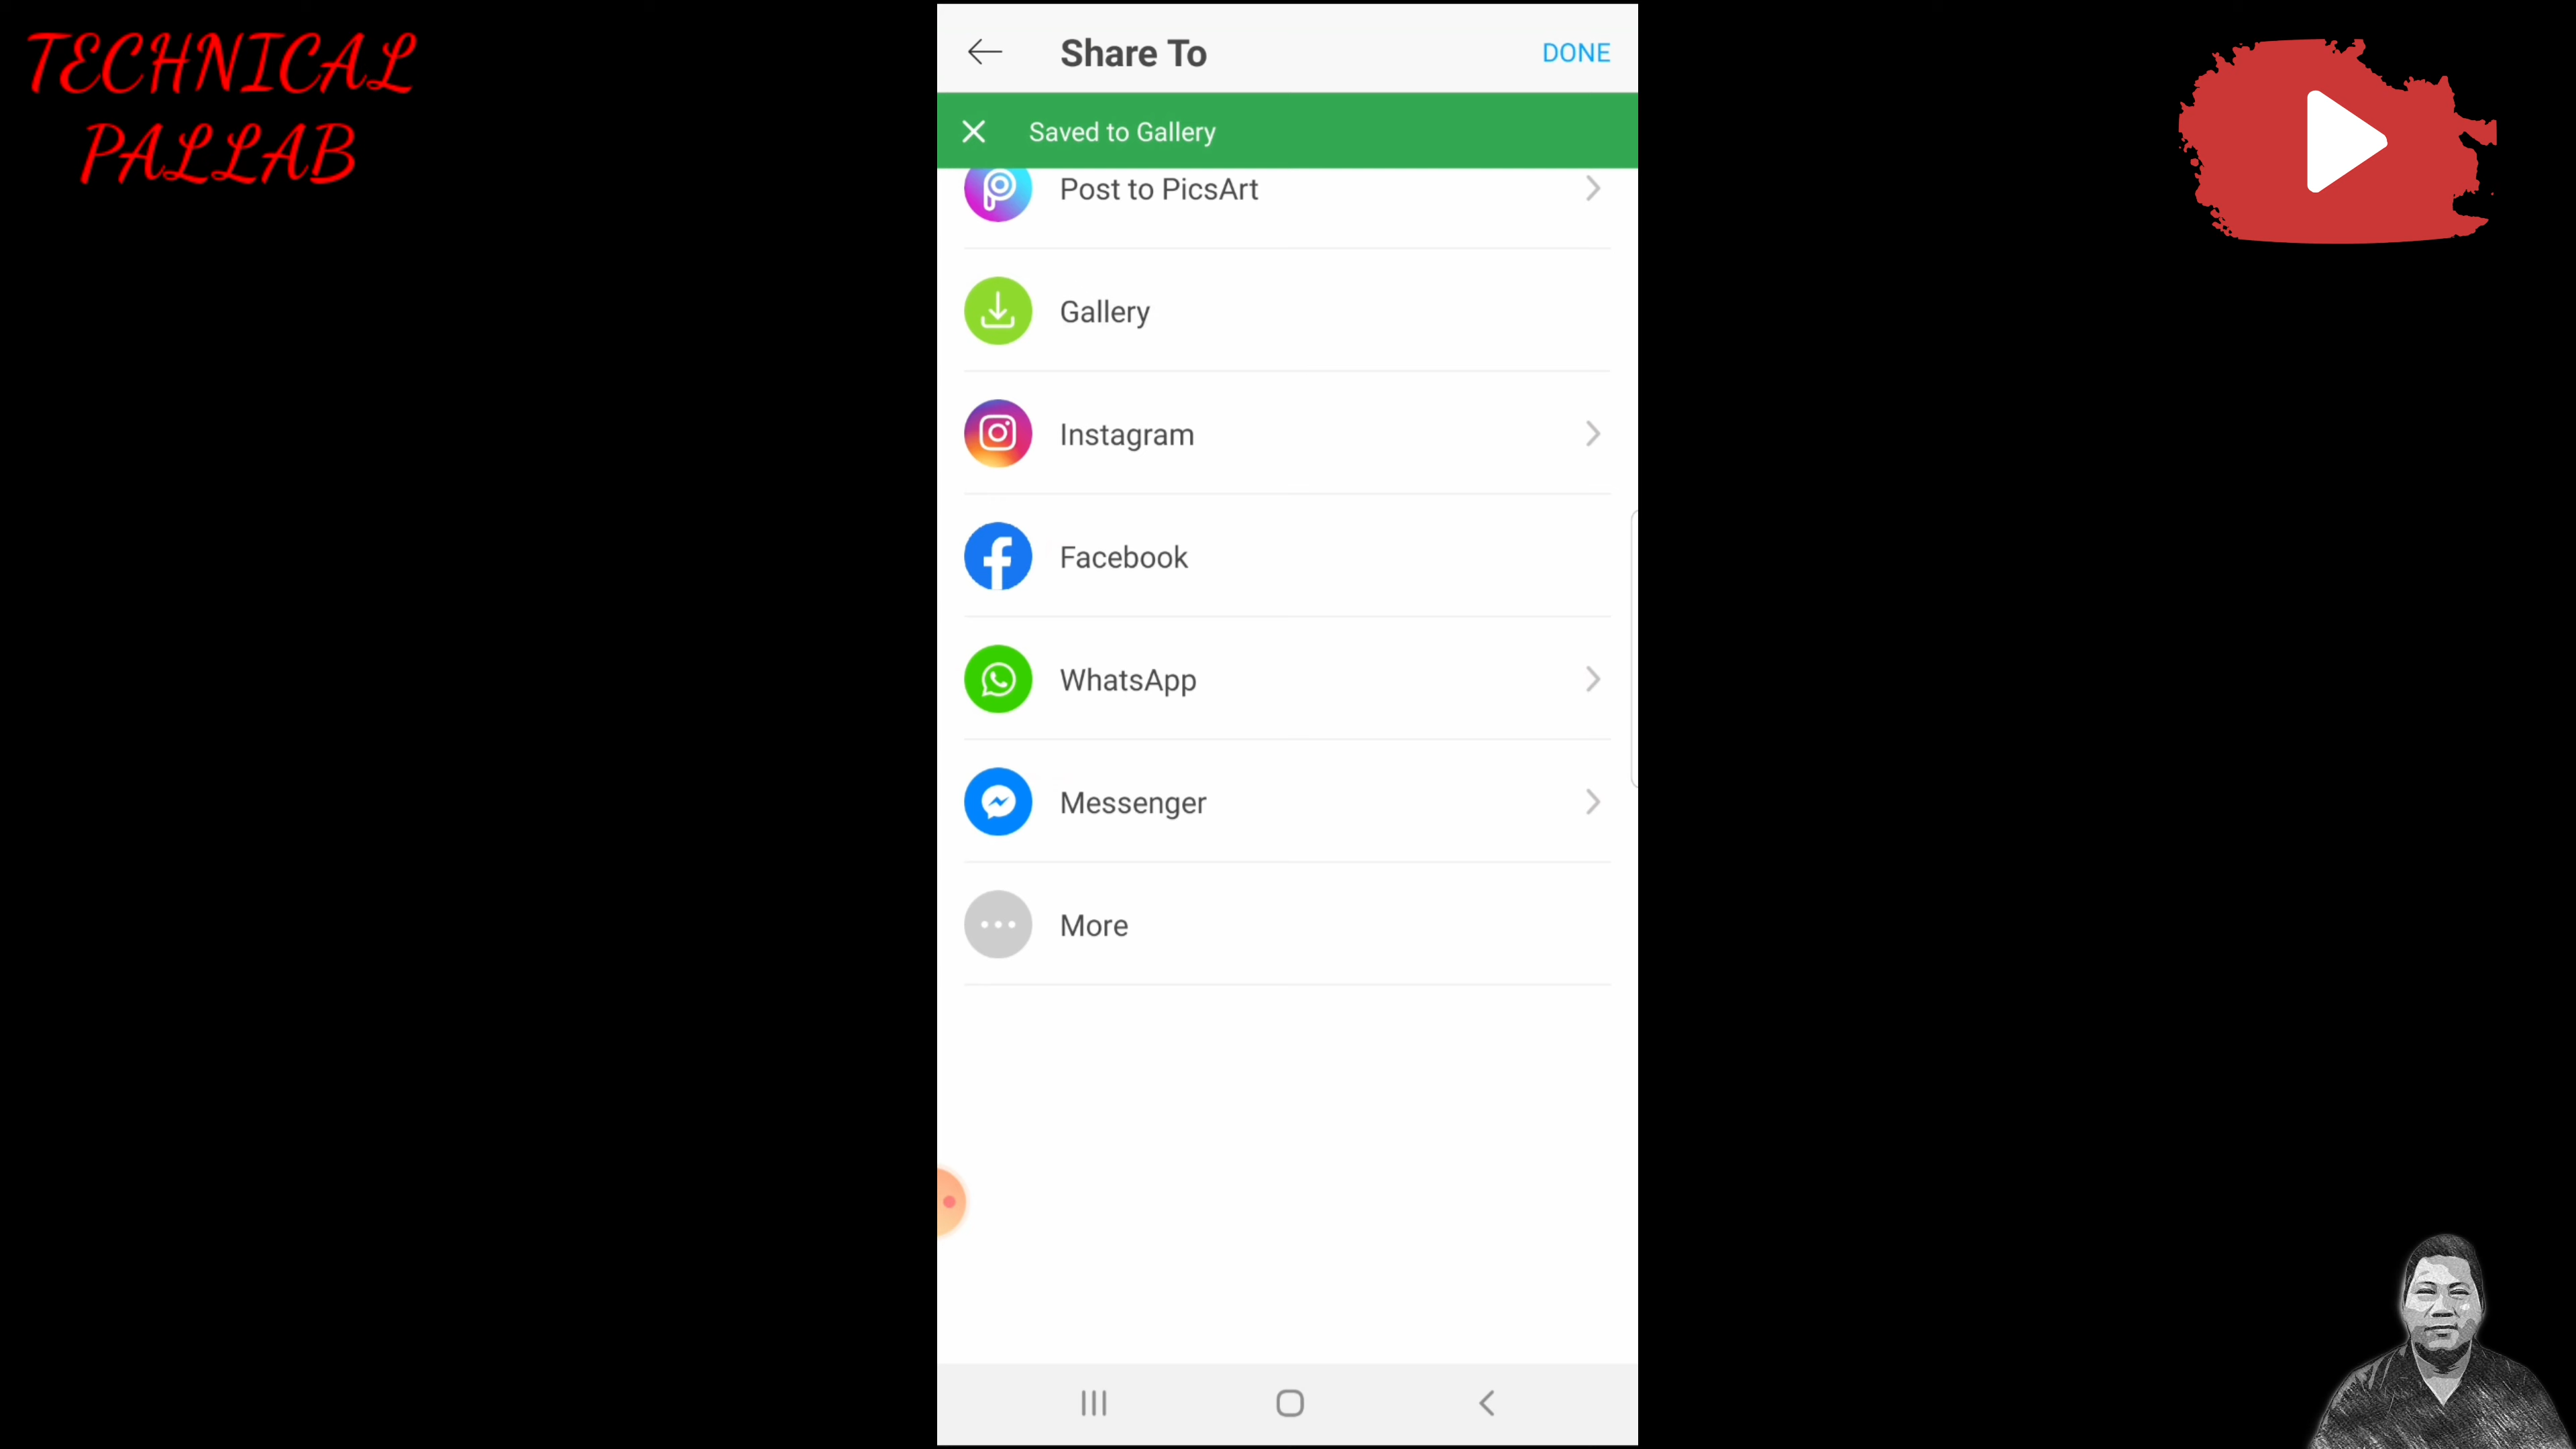 TECHNICAL
PALLAB
Share To
DONE
Saved to Gallery
Post to PicsArt
Gallery
Instagram
Facebook
WhatsApp
Messenger
More